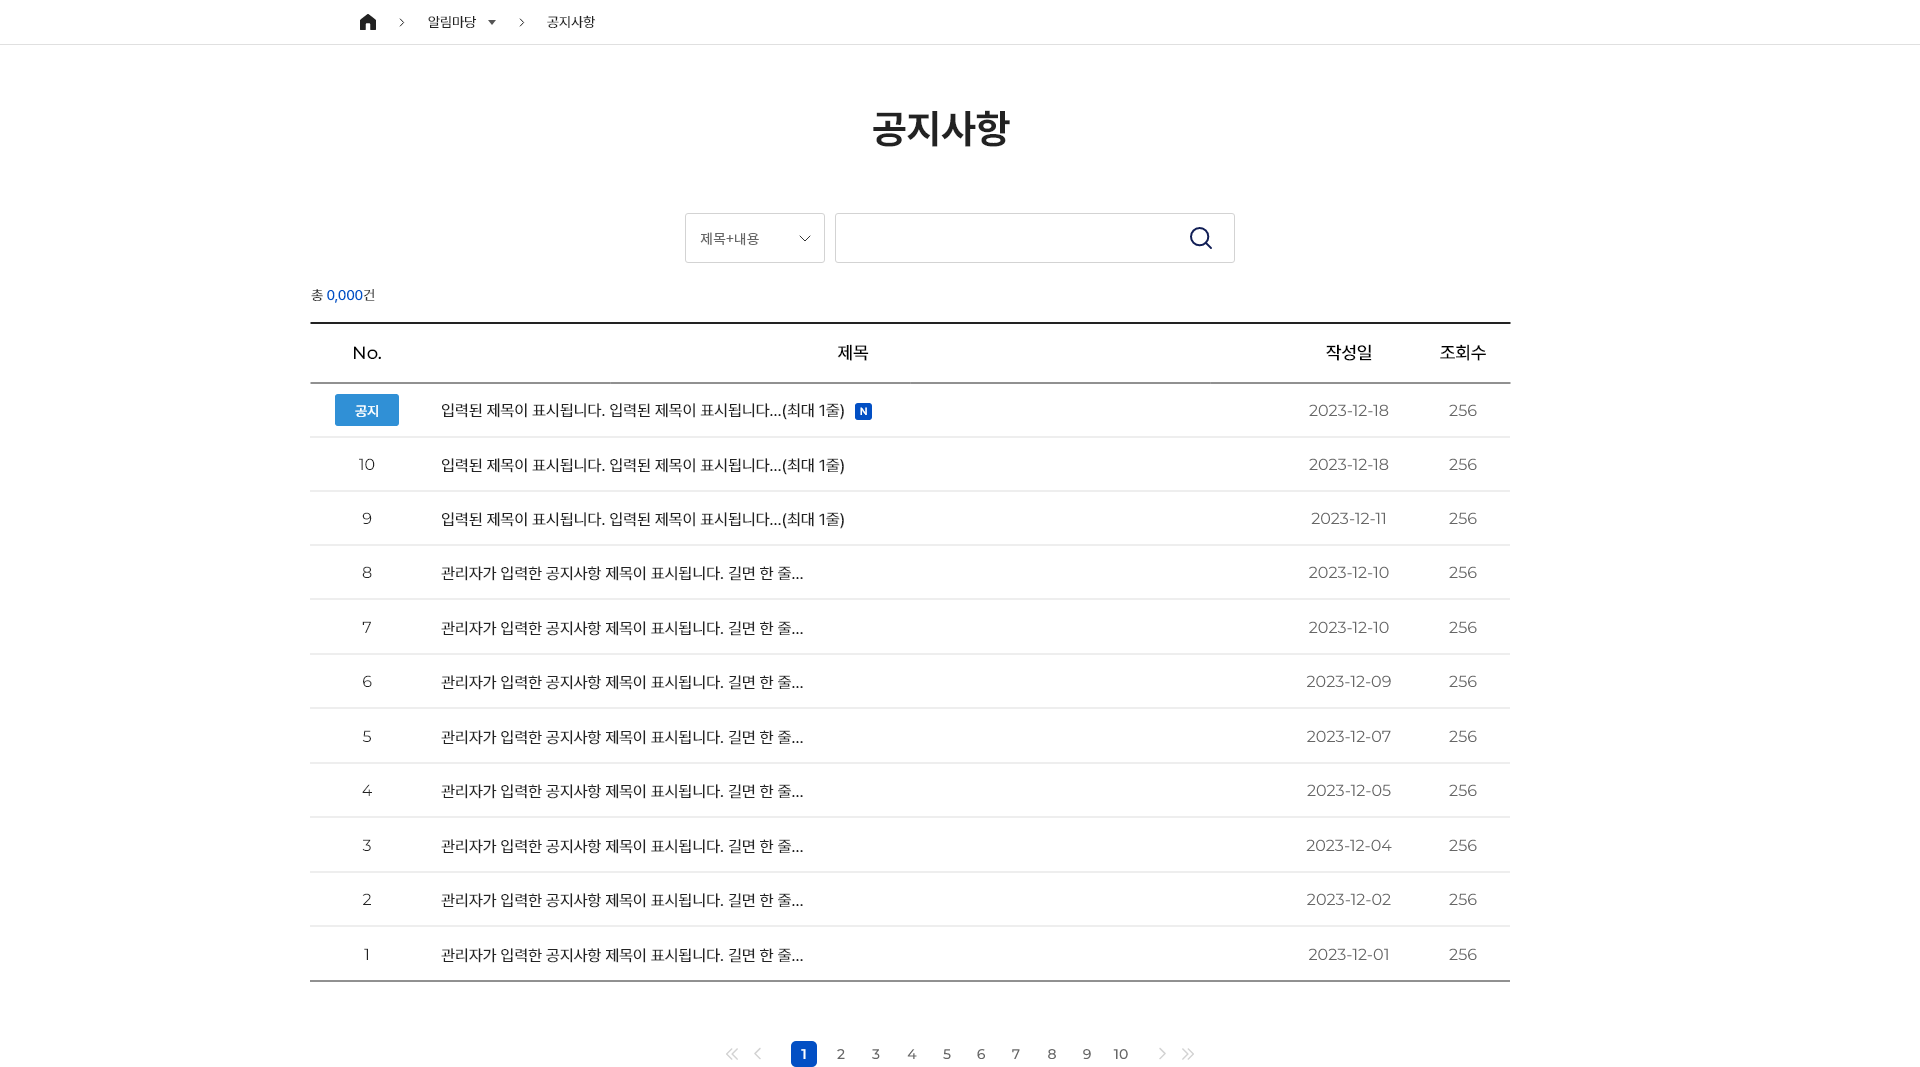 알림마당 공지사항
공지사항
제목+내용
총 0,000건
No. 제목 작성일 조회수
공지 입력된 제목이 표시됩니다. 입력된 제목이 표시됩니다...(최대 1줄) N 2023-12-18 256
10 입력된 제목이 표시됩니다. 입력된 제목이 표시됩니다...(최대 1줄) 2023-12-18 256
9 입력된 제목이 표시됩니다. 입력된 제목이 표시됩니다...(최대 1줄) 2023-12-11 256
8 관리자가 입력한 공지사항 제목이 표시됩니다. 길면 한 줄... 2023-12-10 256
7 관리자가 입력한 공지사항 제목이 표시됩니다. 길면 한 줄... 2023-12-10 256
6 관리자가 입력한 공지사항 제목이 표시됩니다. 길면 한 줄... 2023-12-09 256
5 관리자가 입력한 공지사항 제목이 표시됩니다. 길면 한 줄... 2023-12-07 256
4 관리자가 입력한 공지사항 제목이 표시됩니다. 길면 한 줄... 2023-12-05 256
3 관리자가 입력한 공지사항 제목이 표시됩니다. 길면 한 줄... 2023-12-04 256
2 관리자가 입력한 공지사항 제목이 표시됩니다. 길면 한 줄... 2023-12-02 256
1 관리자가 입력한 공지사항 제목이 표시됩니다. 길면 한 줄... 2023-12-01 256
1 2 3 4 5 6 7 8 9 10